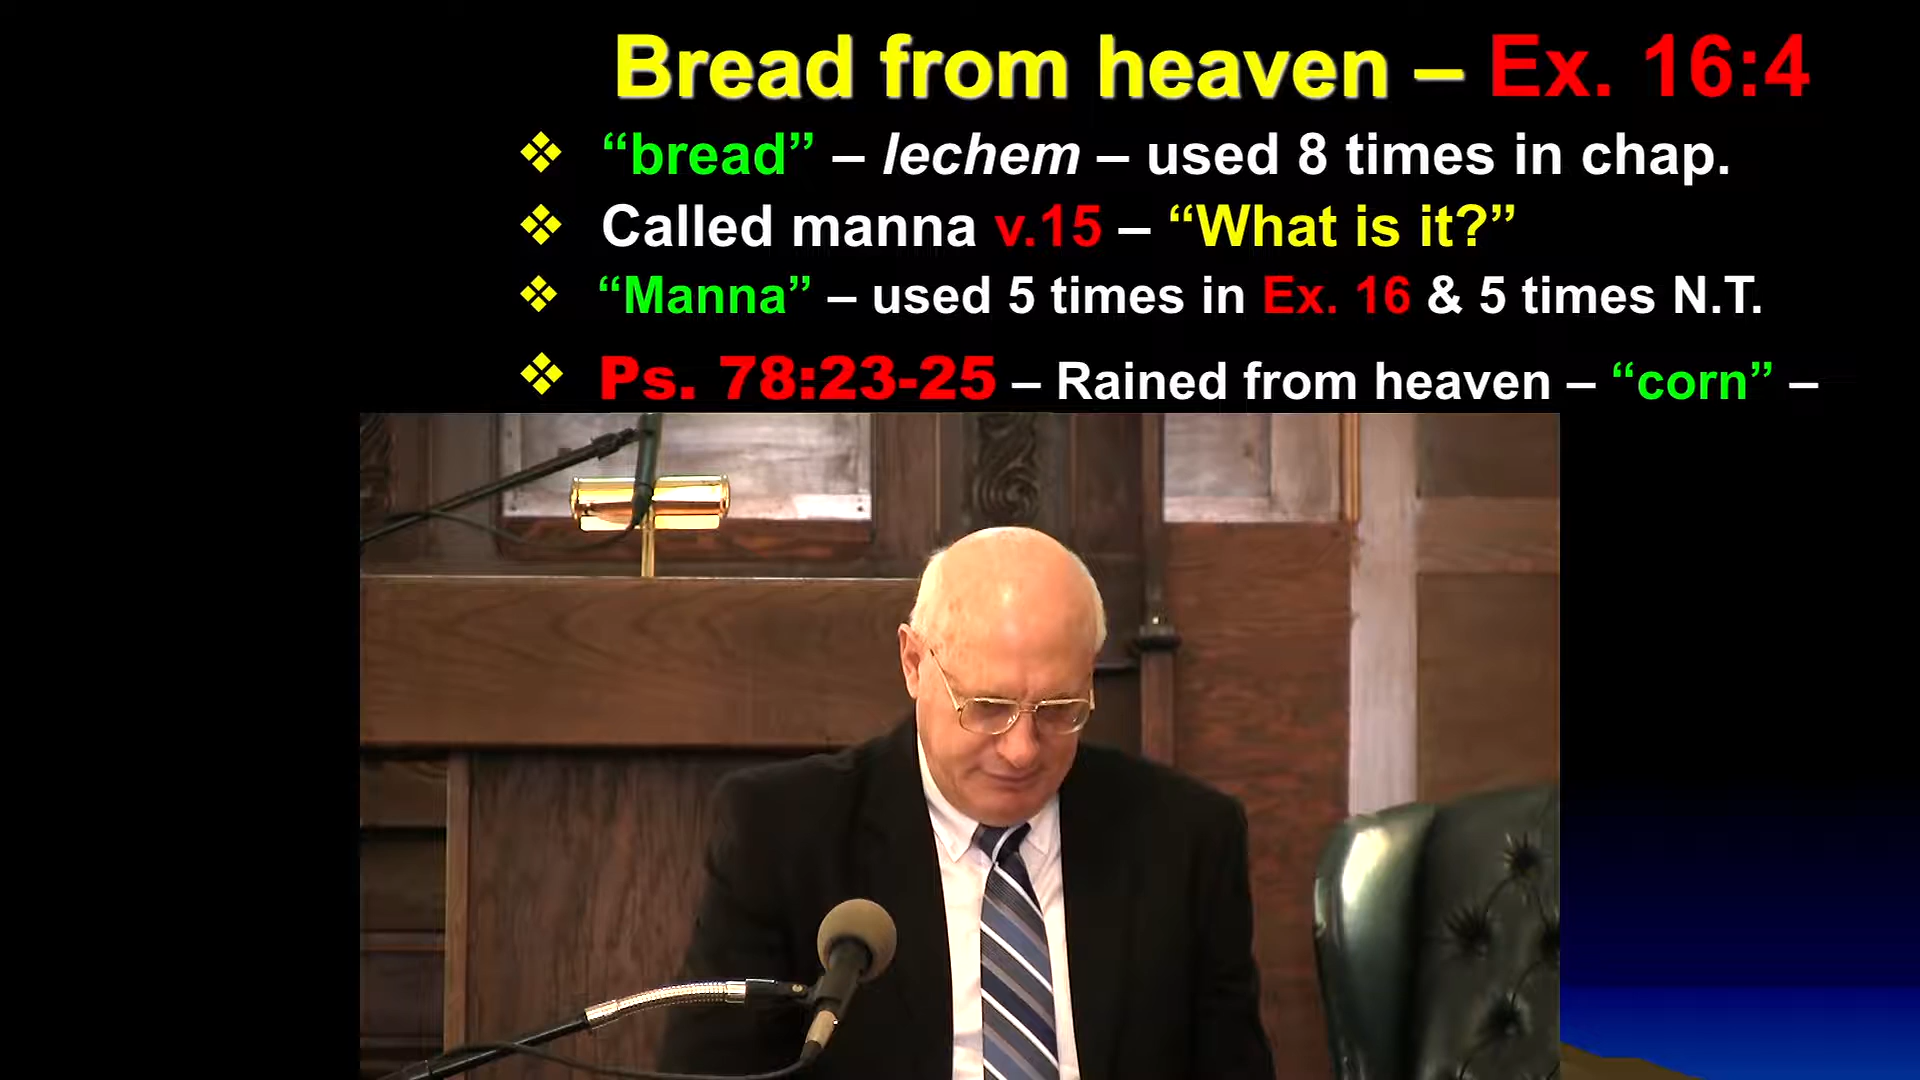 Bread from heaven – Ex. 16:4
❖ “bread” – lechem – used 8 times in chap.
❖ Called manna v.15 – “What is it?”
❖ “Manna” – used 5 times in Ex. 16 & 5 times N.T.
❖ Ps. 78:23-25 – Rained from heaven – “corn” –